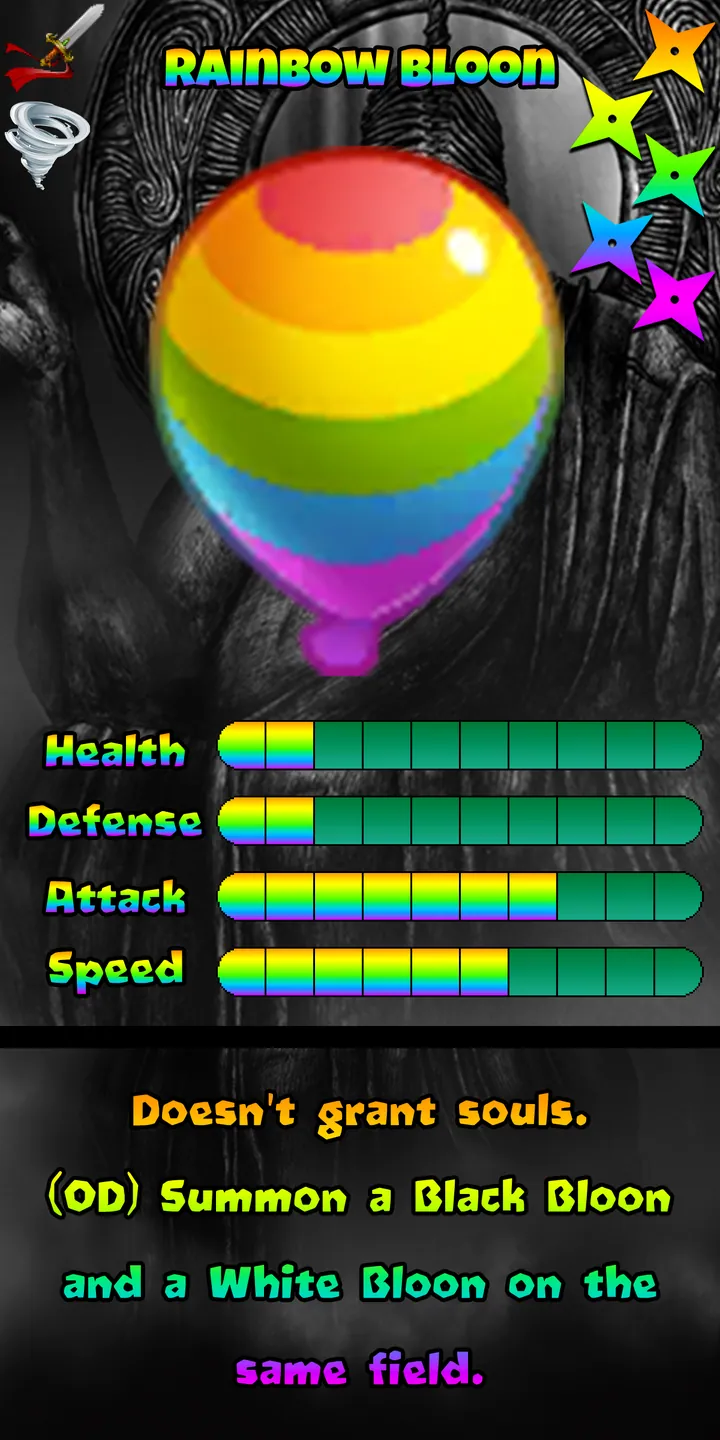 RAINBOW BLOON
Health
Defense
Attack
Speed
Doesn't grant souls.
(OD) Summon a Black Bloon
and a White Bloon on the
same field.